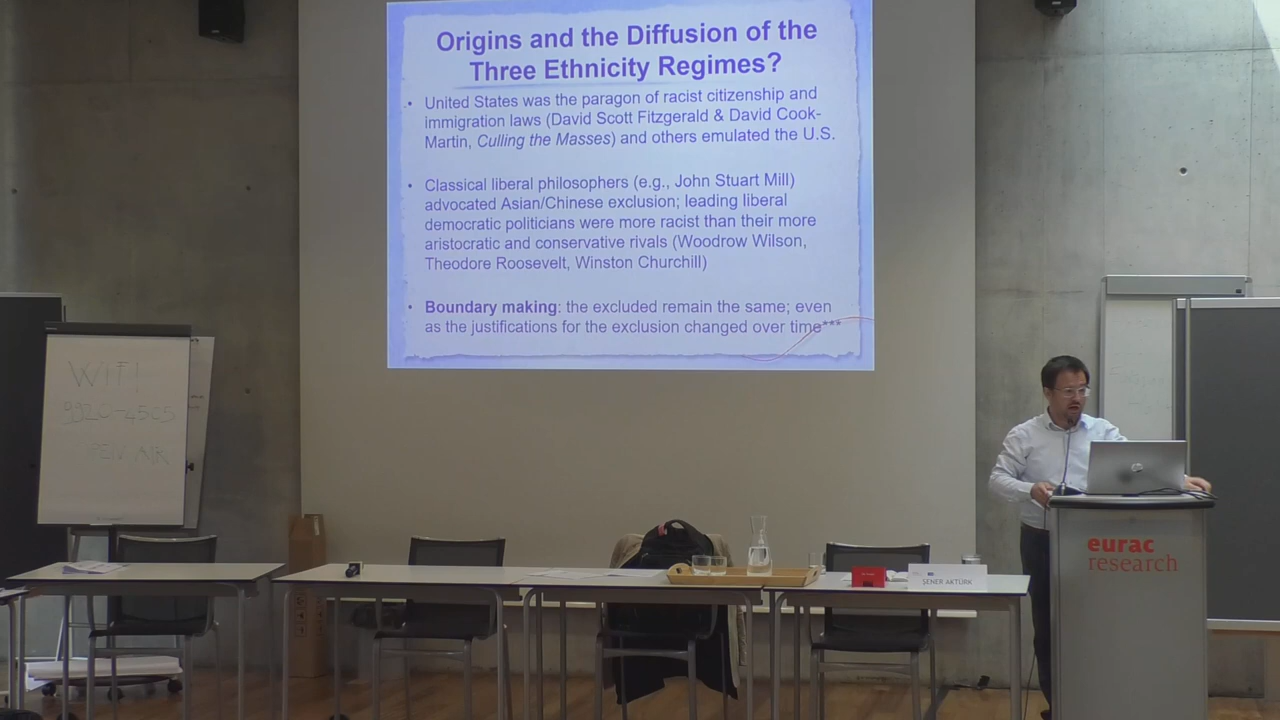 Origins and the Diffusion of the
Three Ethnicity Regimes?
• United States was the paragon of racist citizenship and
immigration laws (David Scott Fitzgerald & David Cook-
Martin, Culling the Masses) and others emulated the U.S.
• Classical liberal philosophers (e.g., John Stuart Mill)
advocated Asian/Chinese exclusion; leading liberal
democratic politicians were more racist than their more
aristocratic and conservative rivals (Woodrow Wilson,
Theodore Roosevelt, Winston Churchill)
• Boundary making: the excluded remain the same; even
as the justifications for the exclusion changed over time***
WIFI
eurac
research
ŞENER AKTÜRK